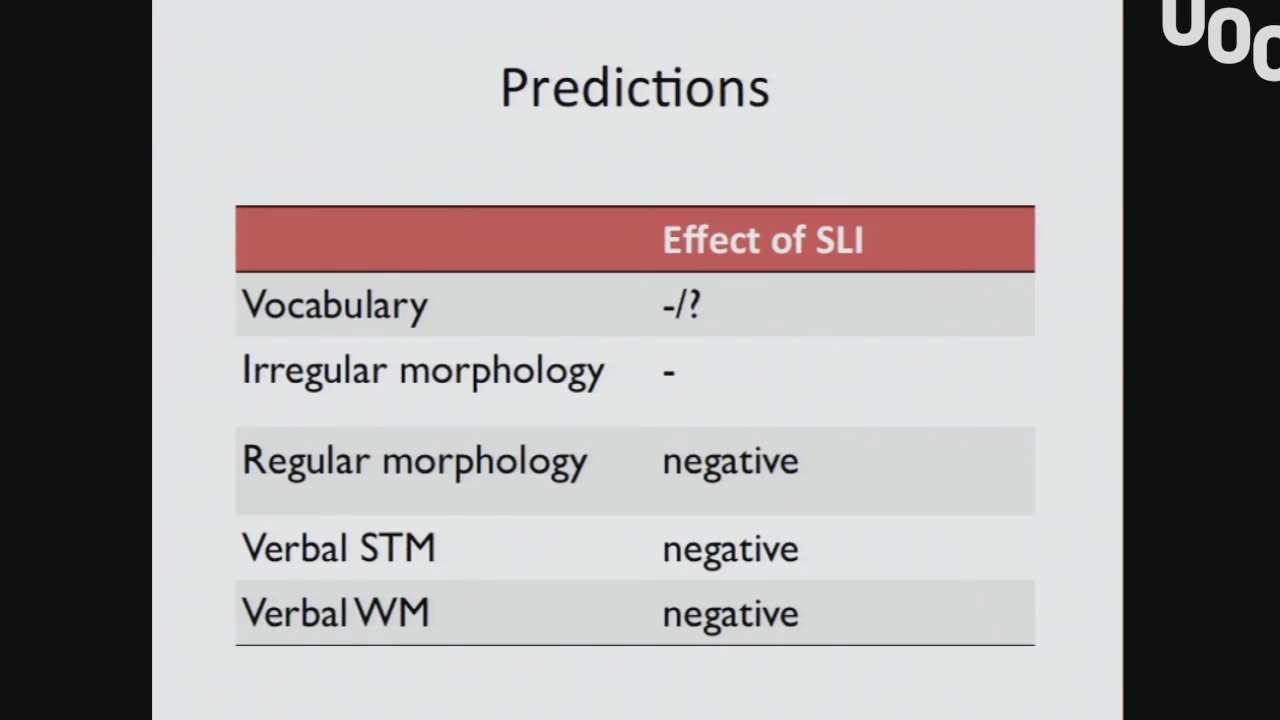 UOC
Predictions
Effect of SLI
Vocabulary -/?
Irregular morphology -
Regular morphology negative
Verbal STM negative
Verbal WM negative